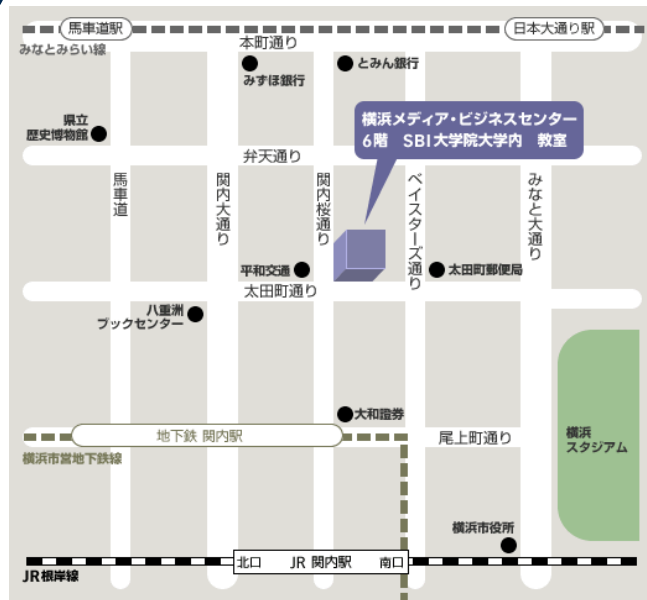 馬車道駅
日本大通り駅
みなとみらい線
本町通り
みずほ銀行
とみん銀行
県立
歴史博物館
横浜メディア・ビジネスセンター
6階 SBI大学院大学内 教室
弁天通り
馬車道
関内大通り
関内桜通り
ベイスターズ通り
みなと大通り
平和交通
太田町郵便局
太田町通り
八重洲
ブックセンター
大和證券
地下鉄 関内駅
尾上町通り
横浜
スタジアム
横浜市営地下鉄線
横浜市役所
北口 JR 関内駅 南口
JR根岸線